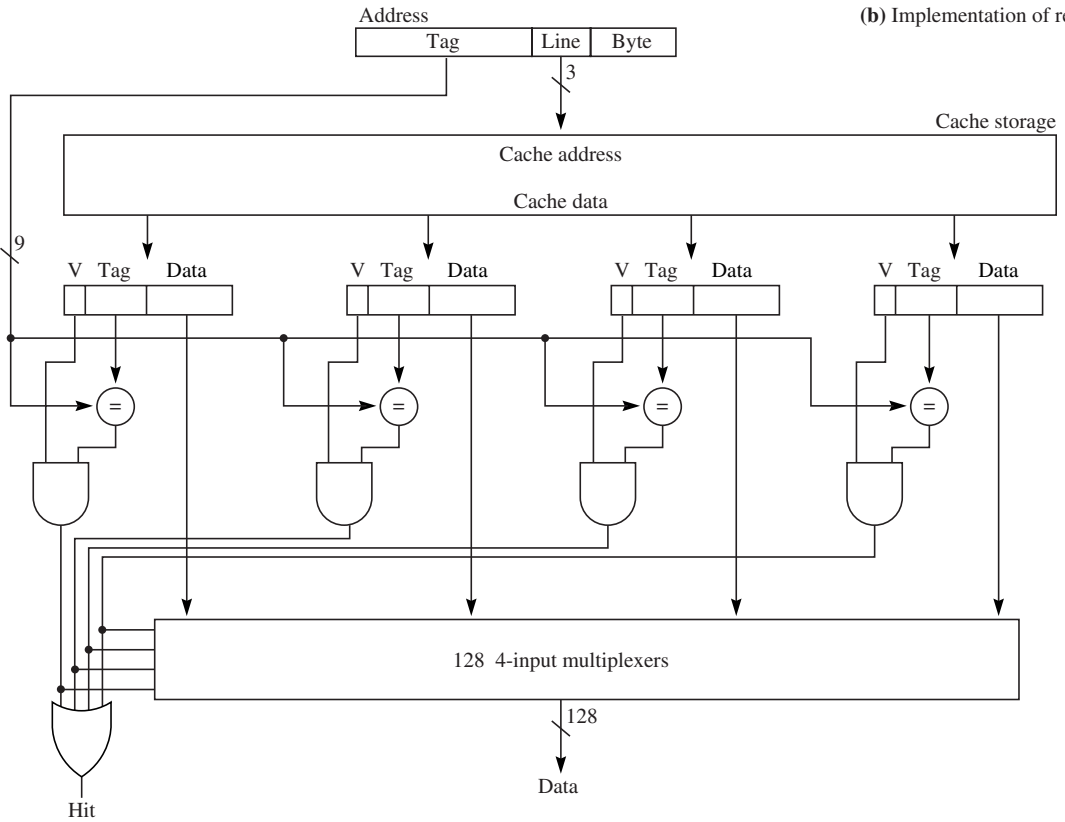 Address
(b) Implementation of re
Tag Line Byte
3
Cache storage
Cache address
Cache data
9
V Tag Data V Tag Data V Tag Data V Tag Data
= = = =
128 4-input multiplexers
128
Data
Hit